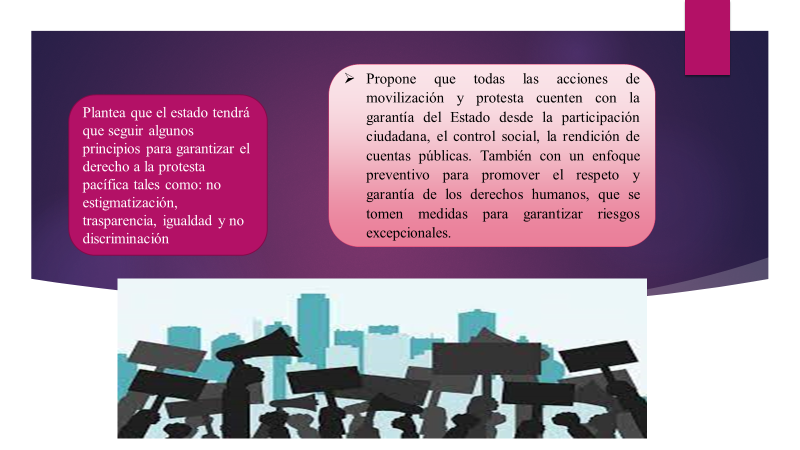 Plantea que el estado tendrá
que seguir algunos
principios para garantizar el
derecho a la protesta
pacífica tales como: no
estigmatización,
trasparencia, igualdad y no
discriminación
➢ Propone que todas las acciones de
movilización y protesta cuenten con la
garantía del Estado desde la participación
ciudadana, el control social, la rendición de
cuentas públicas. También con un enfoque
preventivo para promover el respeto y
garantía de los derechos humanos, que se
tomen medidas para garantizar riesgos
excepcionales.